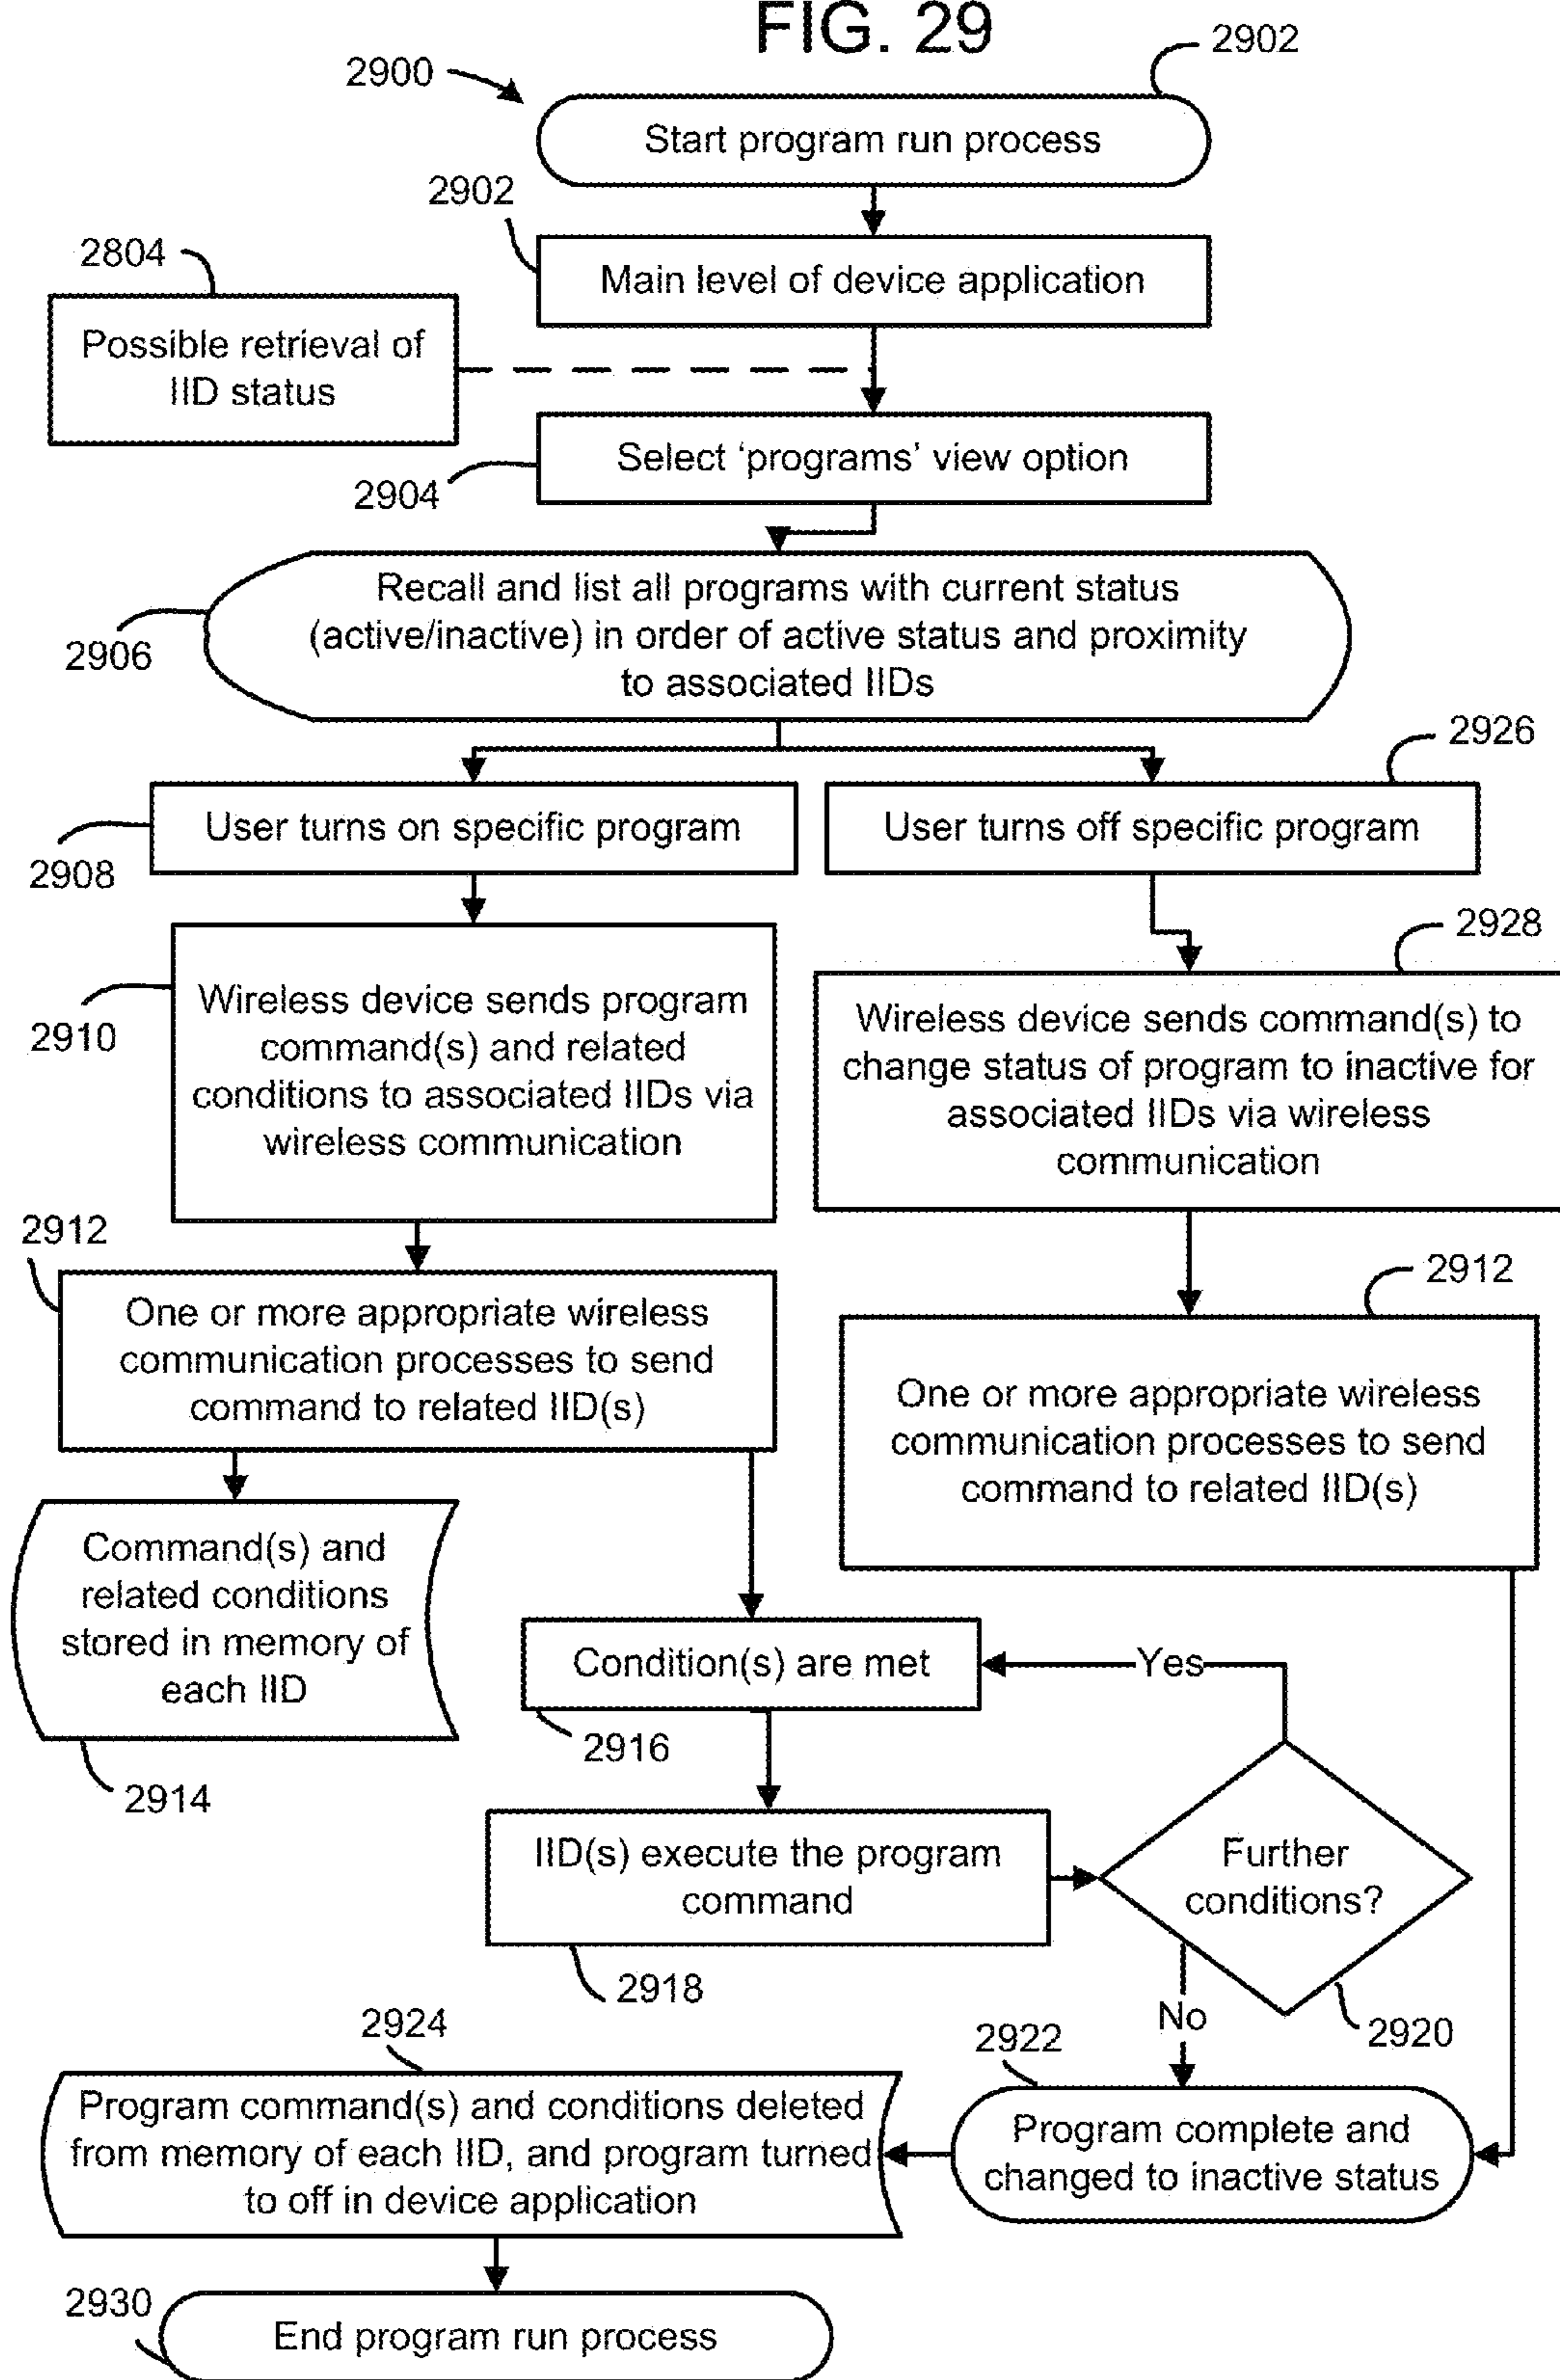 FIG. 29
2900
2902
Start program run process
2902
Main level of device application
2804
Possible retrieval of
IID status
Select ‘programs’ view option
2904
Recall and list all programs with current status
(active/inactive) in order of active status and proximity
to associated IIDs
2906
2926
User turns on specific program
User turns off specific program
2908
2928
Wireless device sends program
command(s) and related
conditions to associated IIDs via
wireless communication
2910
Wireless device sends command(s) to
change status of program to inactive for
associated IIDs via wireless
communication
2912
One or more appropriate wireless
communication processes to send
command to related IID(s)
2912
One or more appropriate wireless
communication processes to send
command to related IID(s)
Command(s) and
related conditions
stored in memory of
each IID
2914
Condition(s) are met
Yes
2916
IID(s) execute the program
command
2918
Further
conditions?
2920
No
2924
2922
Program command(s) and conditions deleted
from memory of each IID, and program turned
to off in device application
Program complete and
changed to inactive status
2930
End program run process